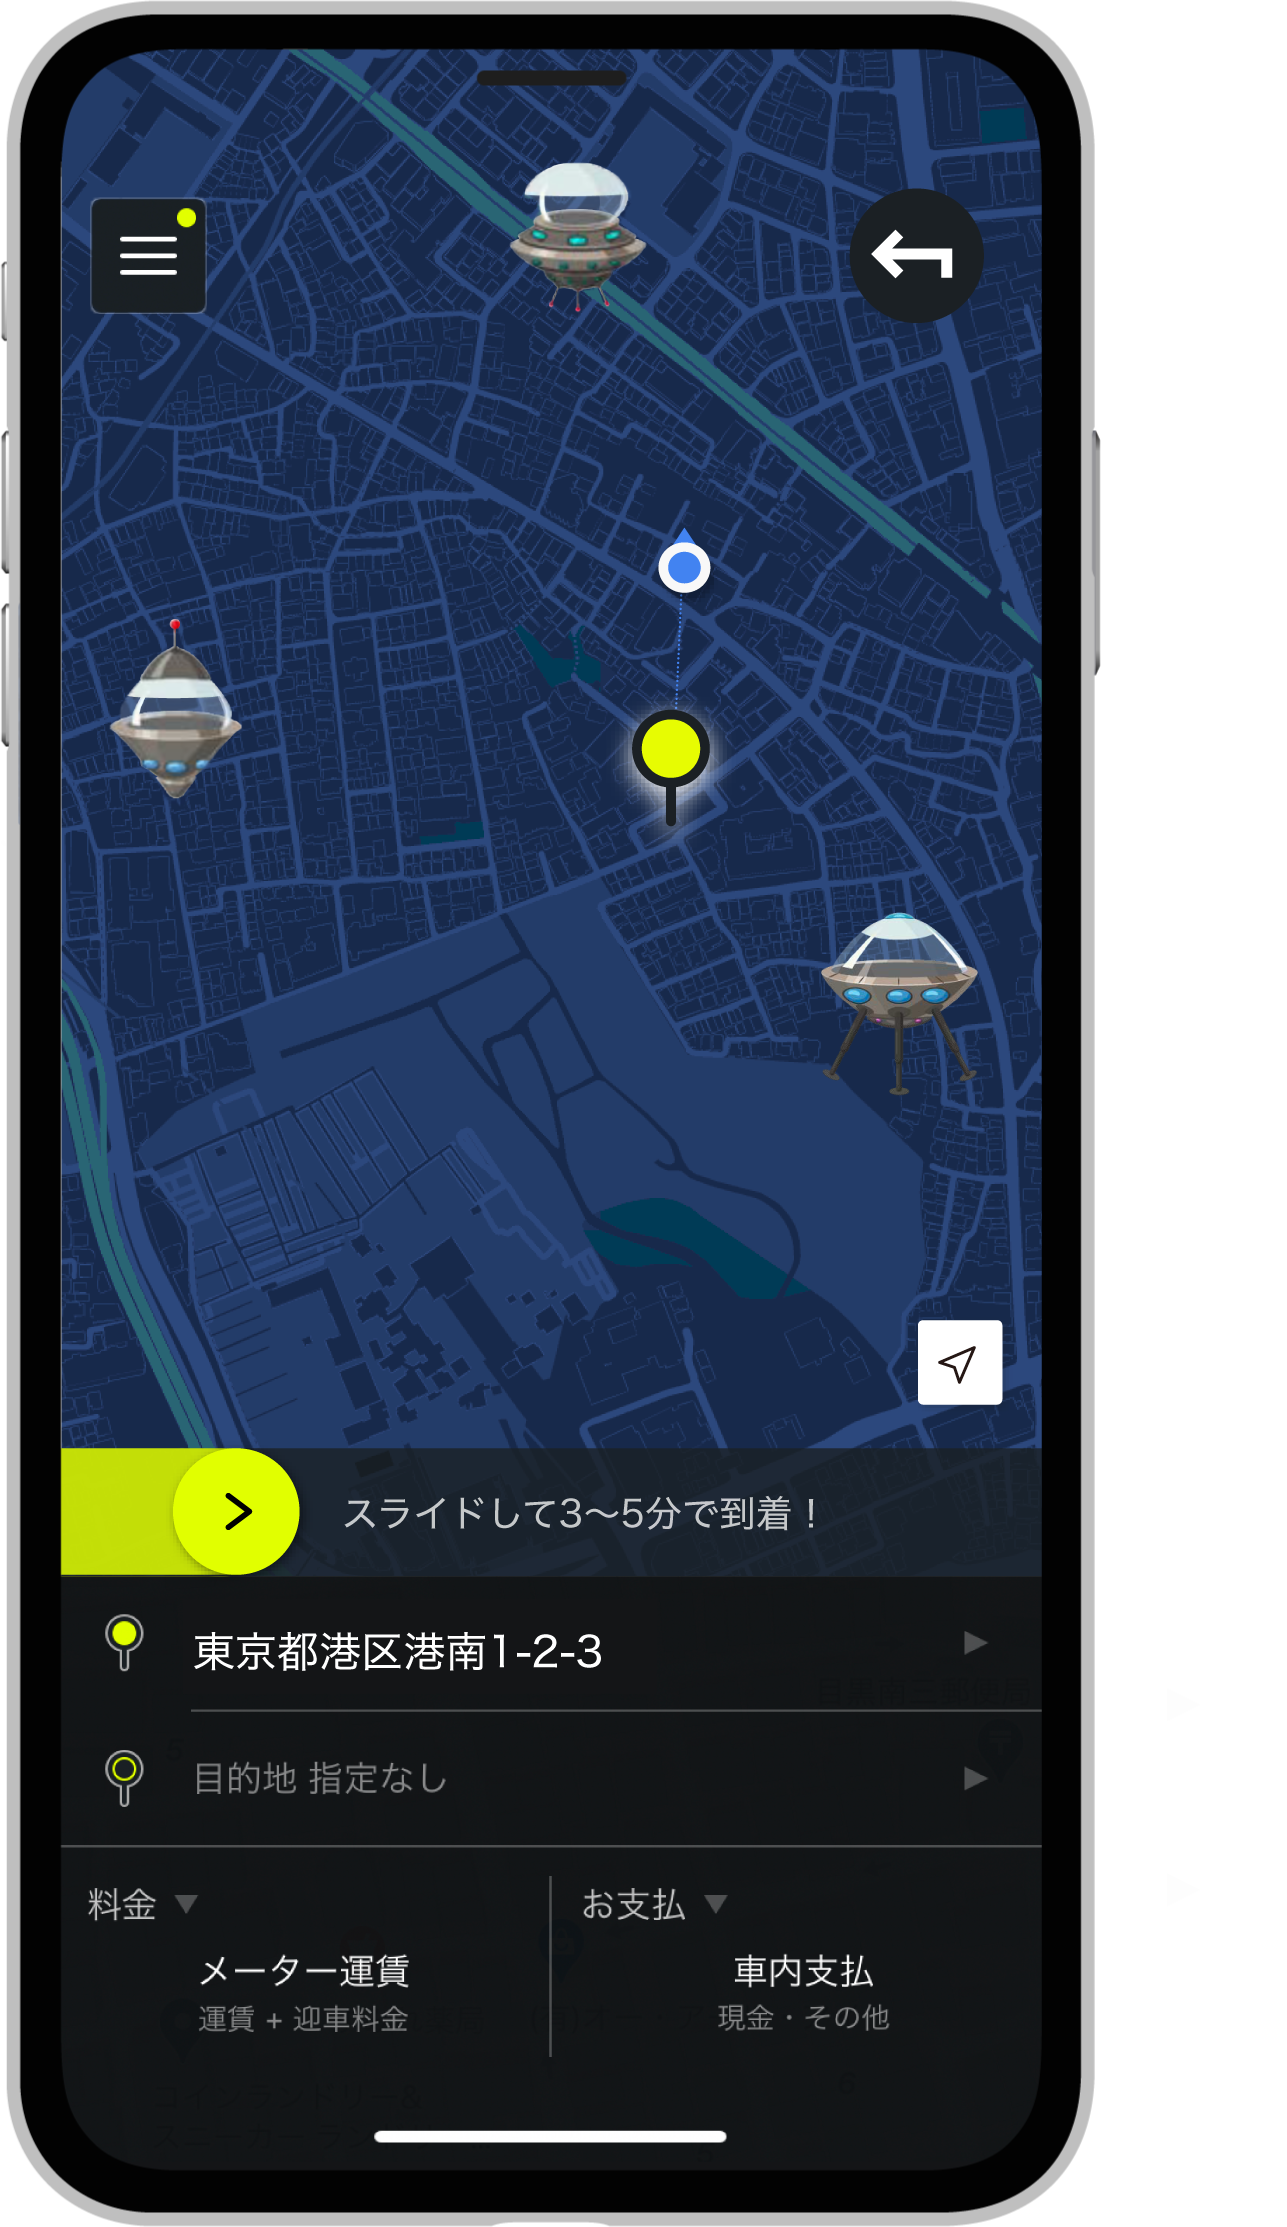 スライドして3〜5分で到着！
東京都港区港南1-2-3
目的地 指定なし
料金 ▼
お支払 ▼
メーター運賃
運賃 + 迎車料金
車内支払
現金・その他